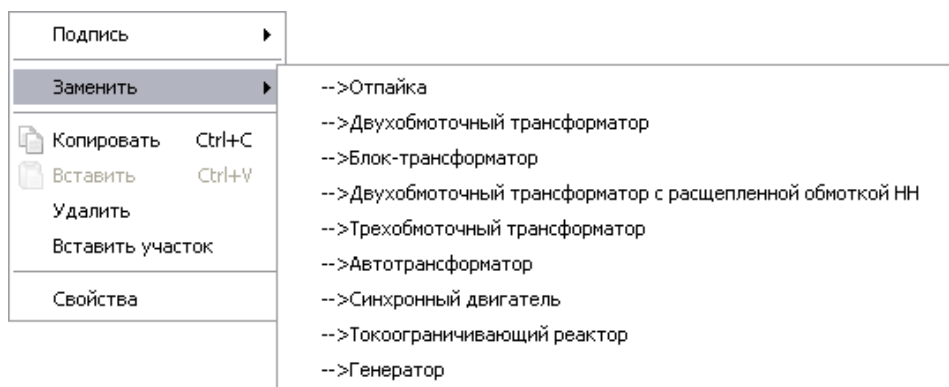 Подпись
Заменить
Копировать Ctrl+C
Вставить Ctrl+V
Удалить
Вставить участок
Свойства
-->Отпайка
-->Двухобмоточный трансформатор
-->Блок-трансформатор
-->Двухобмоточный трансформатор с расщепленной обмоткой НН
-->Трехобмоточный трансформатор
-->Автотрансформатор
-->Синхронный двигатель
-->Токоограничивающий реактор
-->Генератор